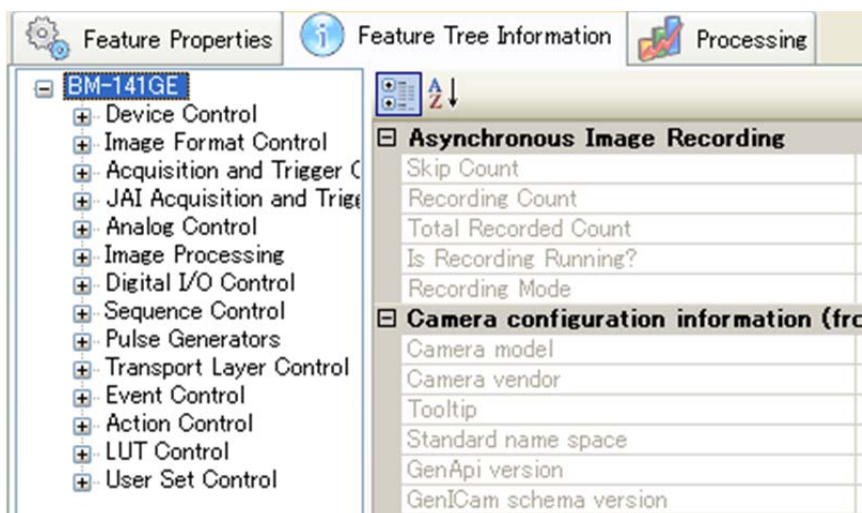 Feature Properties
Feature Tree Information
Processing
BM-141GE
Device Control
Image Format Control
Acquisition and Trigger C
JAI Acquisition and Trigg
Analog Control
Image Processing
Digital I/O Control
Sequence Control
Pulse Generators
Transport Layer Control
Event Control
Action Control
LUT Control
User Set Control
Asynchronous Image Recording
Skip Count
Recording Count
Total Recorded Count
Is Recording Running?
Recording Mode
Camera configuration information (fro
Camera model
Camera vendor
Tooltip
Standard name space
GenApi version
GenICam schema version